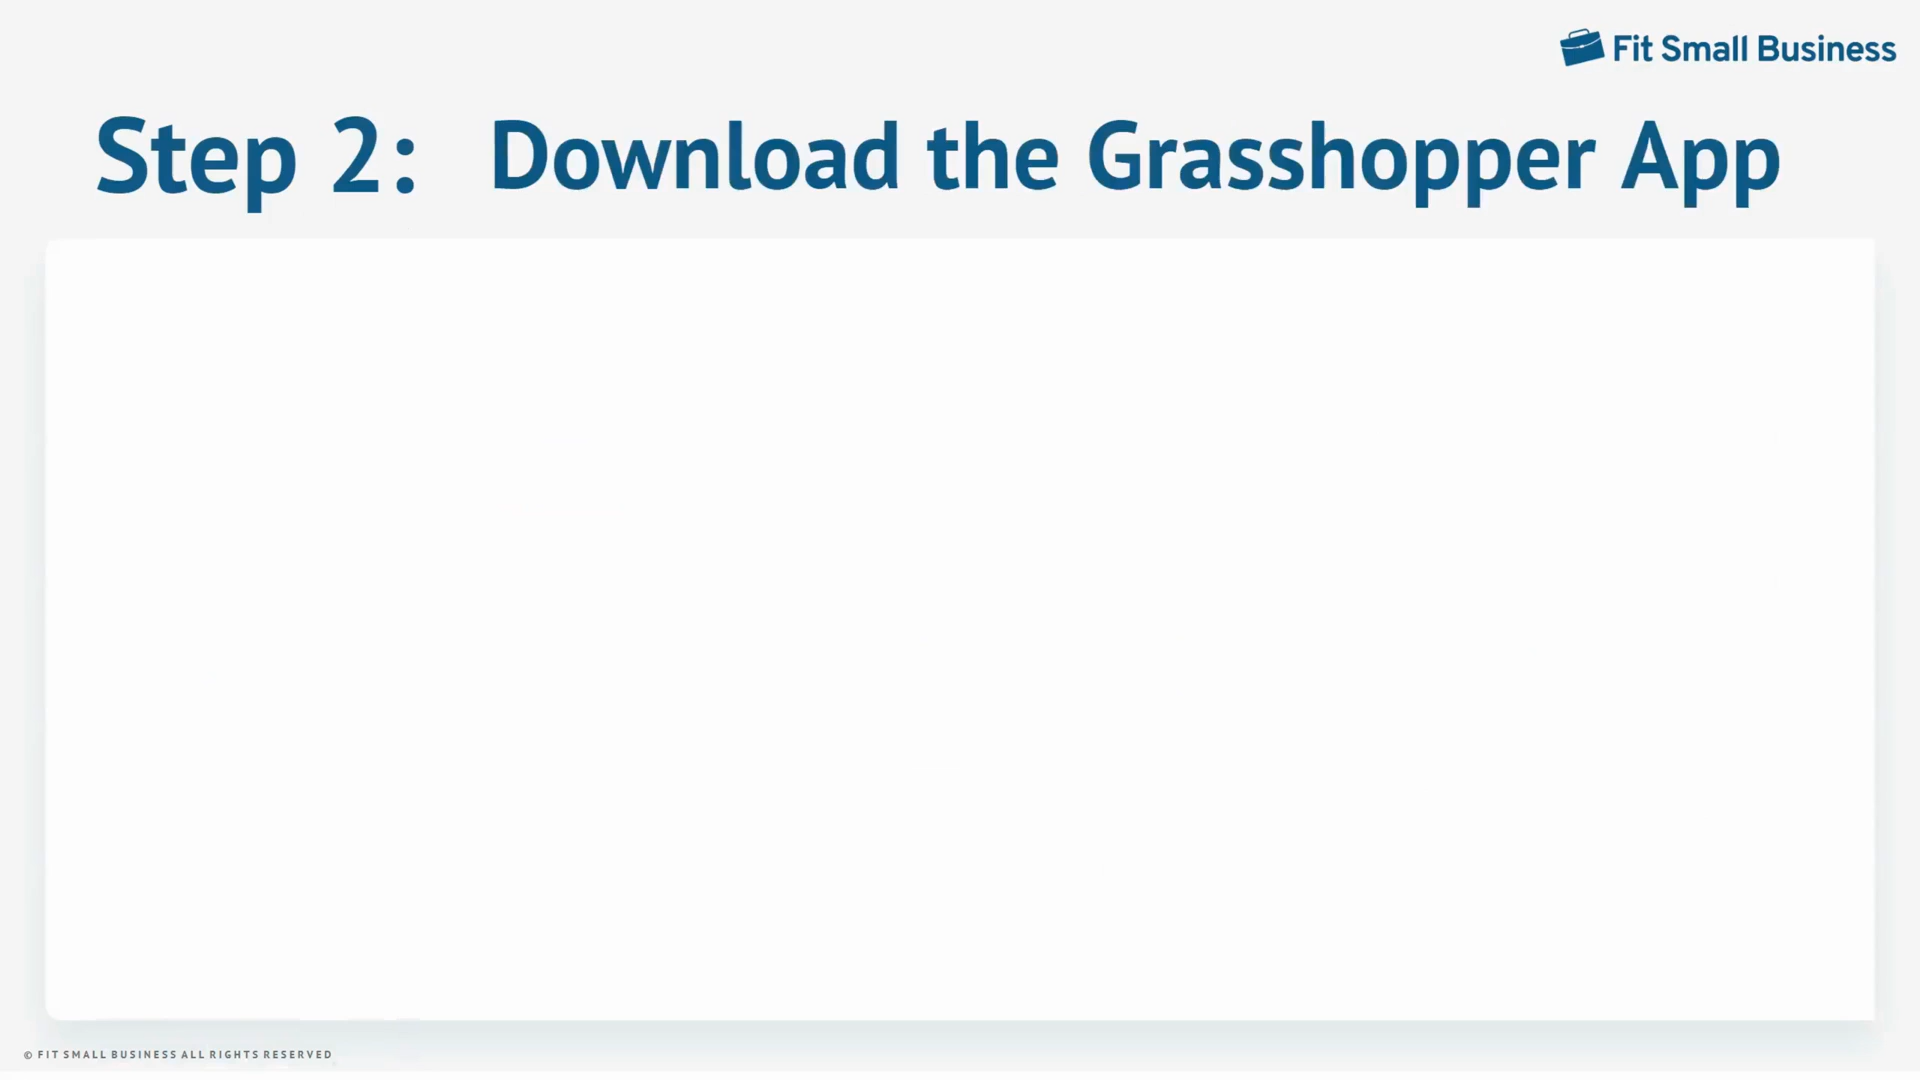 Fit Small Business
Step 2: Download the Grasshopper App
© FIT SMALL BUSINESS ALL RIGHTS RESERVED